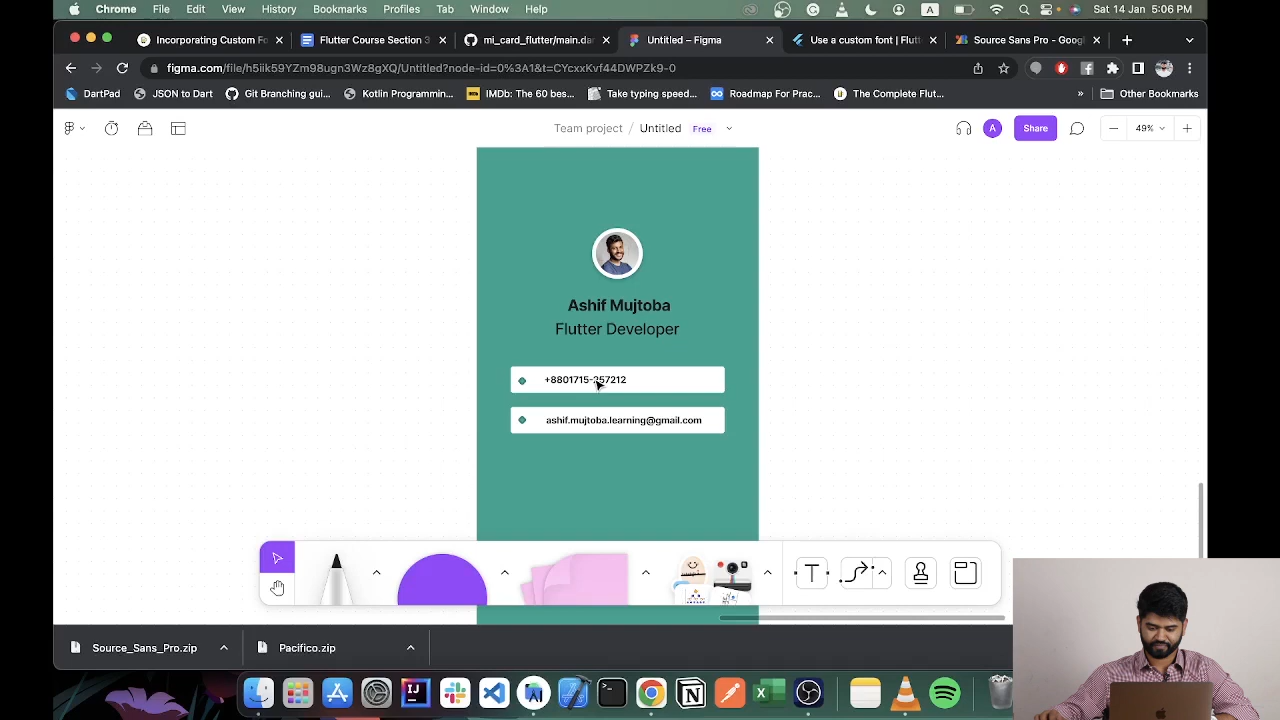 Chrome File Edit View History Bookmarks Profiles Tab Window Help A Sat 14 Jan 5:06 PM
Incorporating Custom Fo Flutter Course Section 3 mi_card_flutter/main.dar Untitled – Figma Use a custom font | Flutt Source Sans Pro - Googl
figma.com/file/h5iik59YZm98ugn3Wz8gXQ/Untitled?node-id=0%3A1&t=CYcxxKvf44DWPZk9-0
DartPad JSON to Dart Git Branching gui... Kotlin Programmin... IMDb: The 60 bes... Take typing speed... Roadmap For Prac... The Complete Flut... » Other Bookmarks
Team project / Untitled Free A Share 49%
Ashif Mujtoba
Flutter Developer
+8801715-257212
ashif.mujtoba.learning@gmail.com
T
Source_Sans_Pro.zip Pacifico.zip